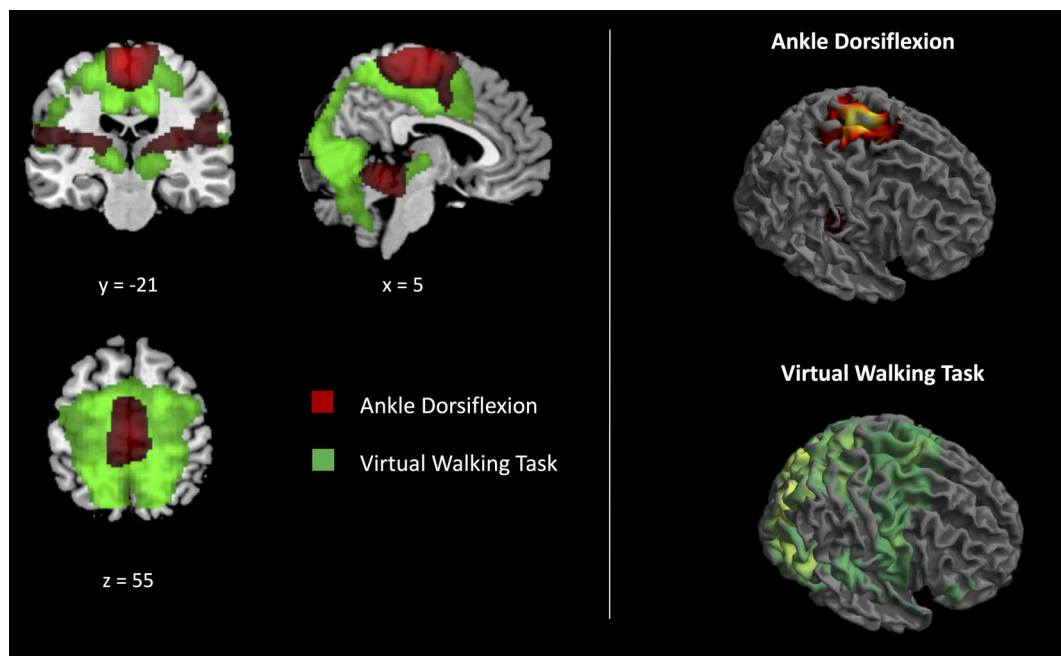 y = -21
x = 5
z = 55
Ankle Dorsiflexion
Virtual Walking Task
Ankle Dorsiflexion
Virtual Walking Task